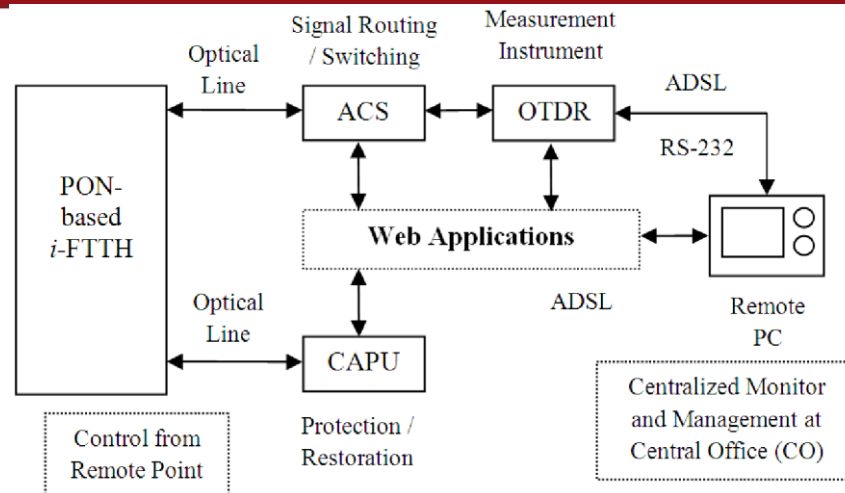 Signal Routing
/ Switching
Measurement
Instrument
Optical
Line
ADSL
ACS
OTDR
RS-232
PON-
based
i-FTTH
Web Applications
Optical
Line
ADSL
Remote
PC
CAPU
Centralized Monitor
and Management at
Central Office (CO)
Control from
Remote Point
Protection /
Restoration